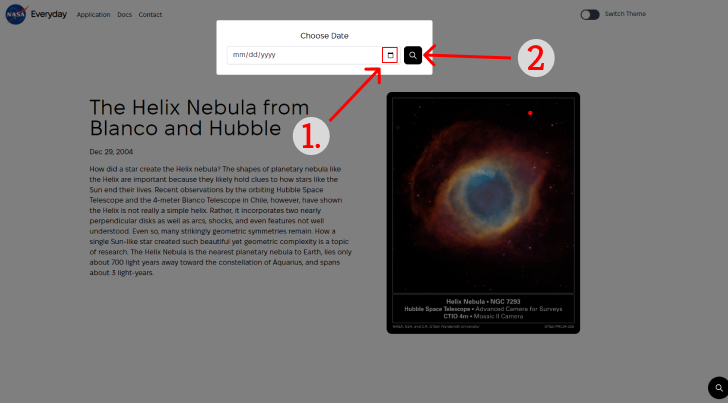 NASA Everyday Application Docs Contact Switch Theme
Choose Date
mm/dd/yyyy
1.
2
The Helix Nebula from
Blanco and Hubble
Dec 29, 2004
How did a star create the Helix nebula? The shapes of planetary nebula like
the Helix are important because they likely hold clues to how stars like the
Sun end their lives. Recent observations by the orbiting Hubble Space
Telescope and the 4-meter Blanco Telescope in Chile, however, have shown
the Helix is not really a simple helix. Rather, it incorporates two nearly
perpendicular disks as well as arcs, shocks, and even features not well
understood. Even so, many strikingly geometric symmetries remain. How a
single Sun-like star created such beautiful yet geometric complexity is a topic
of research. The Helix Nebula is the nearest planetary nebula to Earth, lies only
about 700 light years away toward the constellation of Aquarius, and spans
about 3 light-years.
Helix Nebula • NGC 7293
Hubble Space Telescope • Advanced Camera for Surveys
CTIO 4m • Mosaic II Camera